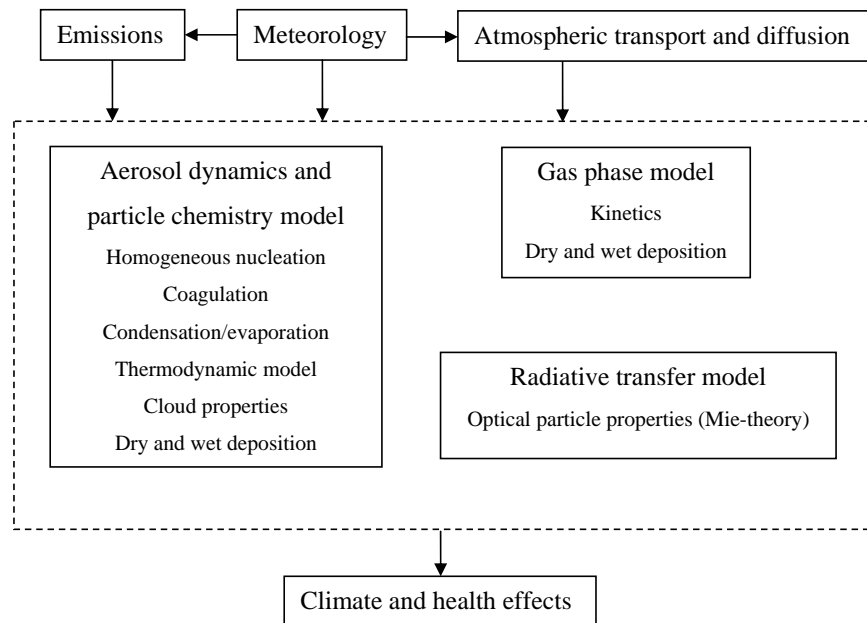 Emissions
Meteorology
Atmospheric transport and diffusion
Aerosol dynamics and
particle chemistry model
Homogeneous nucleation
Coagulation
Condensation/evaporation
Thermodynamic model
Cloud properties
Dry and wet deposition
Gas phase model
Kinetics
Dry and wet deposition
Radiative transfer model
Optical particle properties (Mie-theory)
Climate and health effects